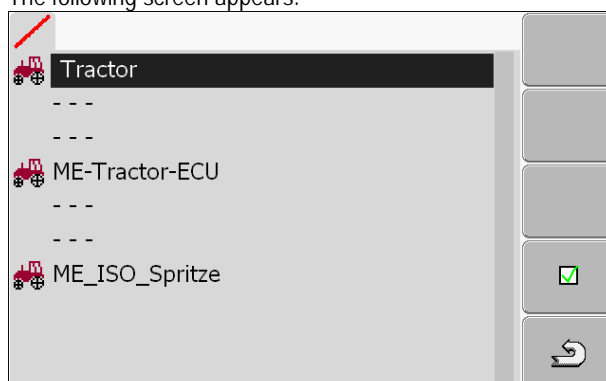 The following screen appears:
Tractor
- - -
- - -
ME-Tractor-ECU
- - -
- - -
ME_ISO_Spritze